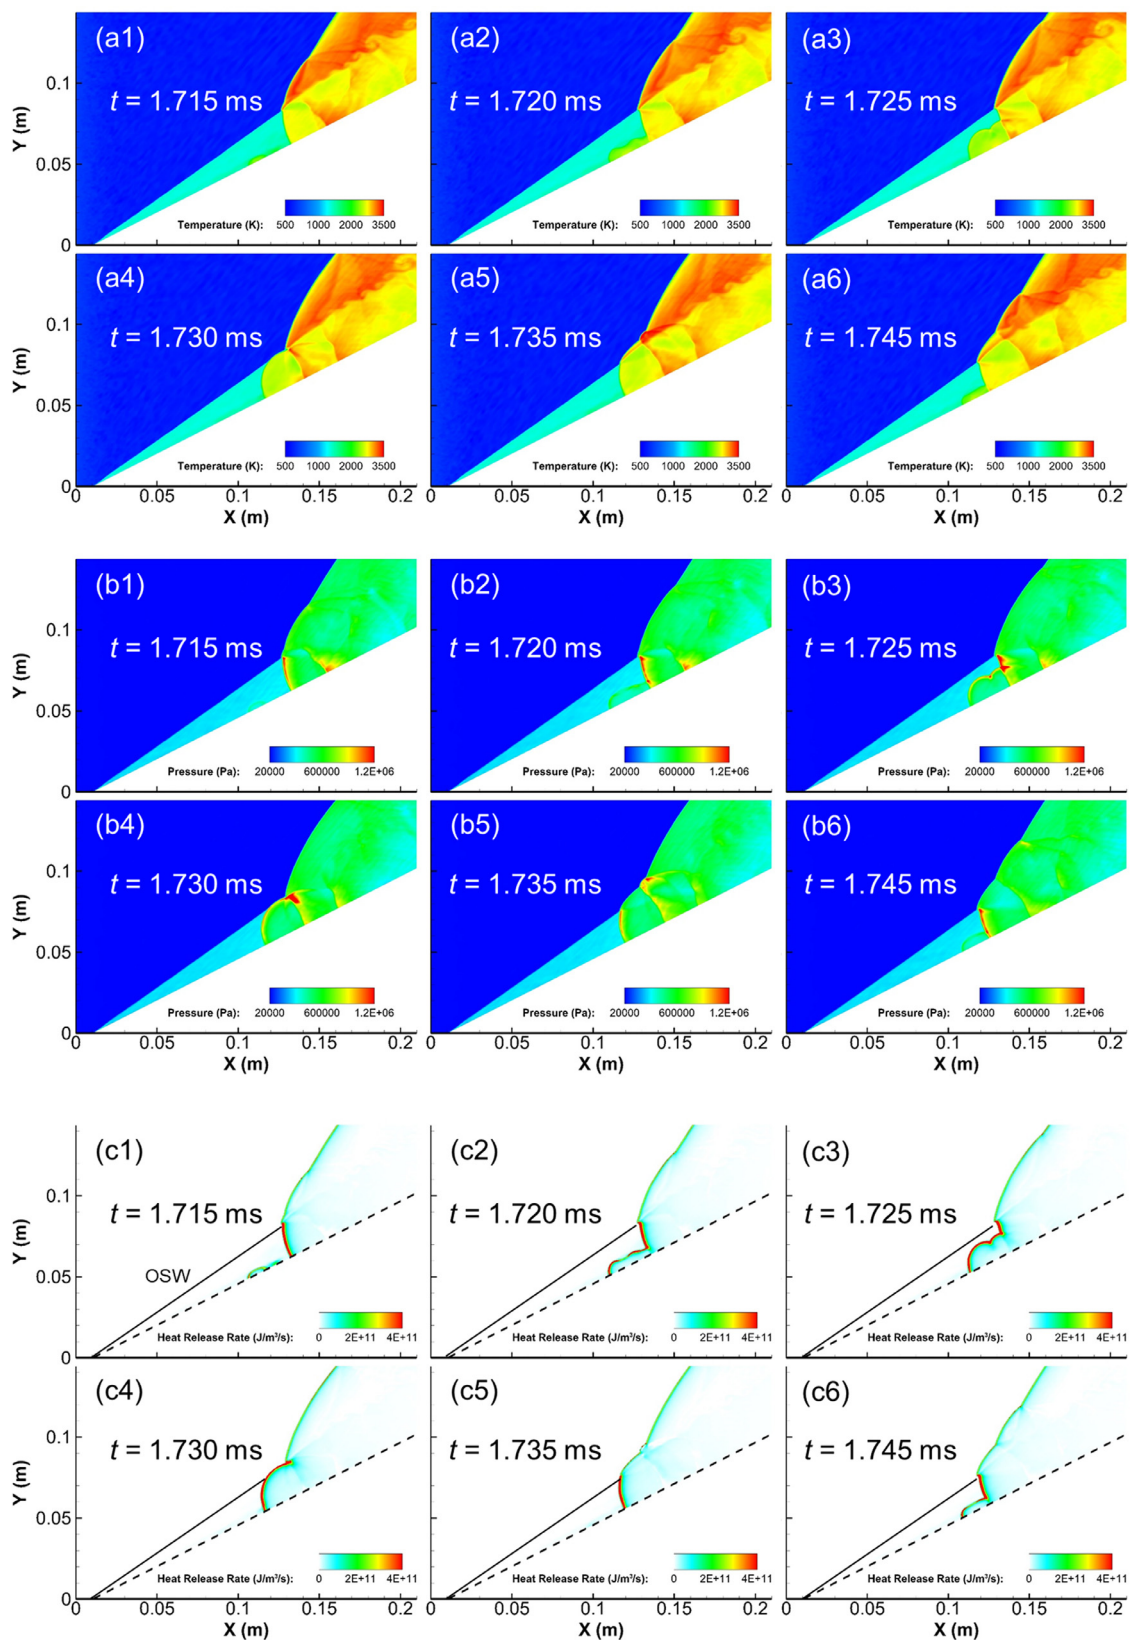 (a1) (a2) (a3)
t = 1.715 ms t = 1.720 ms t = 1.725 ms
Y (m)
0.1
0.05
0
Temperature (K): 500 1000 2000 3500
Temperature (K): 500 1000 2000 3500
Temperature (K): 500 1000 2000 3500
(a4) (a5) (a6)
t = 1.730 ms t = 1.735 ms t = 1.745 ms
Y (m)
0.1
0.05
0
Temperature (K): 500 1000 2000 3500
Temperature (K): 500 1000 2000 3500
Temperature (K): 500 1000 2000 3500
0 0.05 0.1 0.15 0.2 0.05 0.1 0.15 0.2 0 0.05 0.1 0.15 0.2
X (m) X (m) X (m)
(b1) (b2) (b3)
t = 1.715 ms t = 1.720 ms t = 1.725 ms
Y (m)
0.1
0.05
0
Pressure (Pa): 20000 600000 1.2E+06
Pressure (Pa): 20000 600000 1.2E+06
Pressure (Pa): 20000 600000 1.2E+06
(b4) (b5) (b6)
t = 1.730 ms t = 1.735 ms t = 1.745 ms
Y (m)
0.1
0.05
0
Pressure (Pa): 20000 600000 1.2E+06
Pressure (Pa): 20000 600000 1.2E+06
Pressure (Pa): 20000 600000 1.2E+06
0 0.05 0.1 0.15 0.2 0 0.05 0.1 0.15 0.2 0 0.05 0.1 0.15 0.2
X (m) X (m) X (m)
(c1) (c2) (c3)
t = 1.715 ms t = 1.720 ms t = 1.725 ms
Y (m)
0.1
0.05
0
OSW
Heat Release Rate (J/m³/s): 0 2E+11 4E+11
Heat Release Rate (J/m³/s): 0 2E+11 4E+11
Heat Release Rate (J/m³/s): 0 2E+11 4E+11
(c4) (c5) (c6)
t = 1.730 ms t = 1.735 ms t = 1.745 ms
Y (m)
0.1
0.05
0
Heat Release Rate (J/m³/s): 0 2E+11 4E+11
Heat Release Rate (J/m³/s): 0 2E+11 4E+11
Heat Release Rate (J/m³/s): 0 2E+11 4E+11
0 0.05 0.1 0.15 0.2 0 0.05 0.1 0.15 0.2 0 0.05 0.1 0.15 0.2
X (m) X (m) X (m)